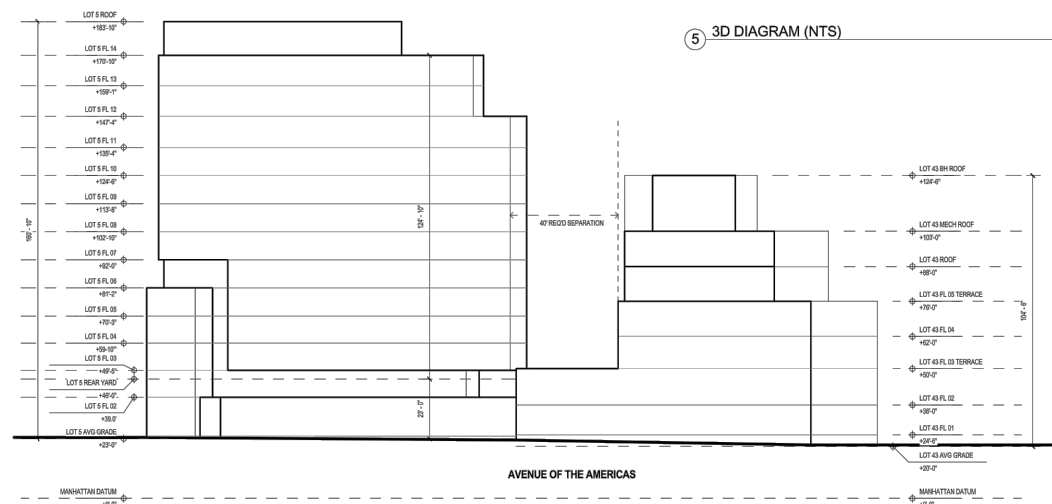 LOT 5 ROOF
+183'-10"
LOT 5 FL 14
+170'-10"
LOT 5 FL 13
+159'-1"
LOT 5 FL 12
+147'-4"
LOT 5 FL 11
+135'-4"
LOT 5 FL 10
+124'-6"
LOT 5 FL 09
+113'-8"
LOT 5 FL 08
+102'-10"
LOT 5 FL 07
+92'-0"
LOT 5 FL 06
+81'-2"
LOT 5 FL 05
+70'-3"
LOT 5 FL 04
+59'-10"
LOT 5 FL 03
+49'-5"
LOT 5 REAR YARD
+46'-0"
LOT 5 FL 02
+39.0'
LOT 5 AVG GRADE
+23'-0"
MANHATTAN DATUM
124' - 10"
23' - 0"
40' REQ'D SEPARATION
5 3D DIAGRAM (NTS)
LOT 43 BH ROOF
+124'-6"
LOT 43 MECH ROOF
+103'-0"
LOT 43 ROOF
LOT 43 FL 05 TERRACE
+76'-0"
LOT 43 FL 04
+62'-0"
LOT 43 FL 03 TERRACE
+50'-0"
LOT 43 FL 02
+36'-0"
LOT 43 FL 01
+24'-6"
LOT 43 AVG GRADE
+20'-0"
MANHATTAN DATUM
104' - 6"
AVENUE OF THE AMERICAS